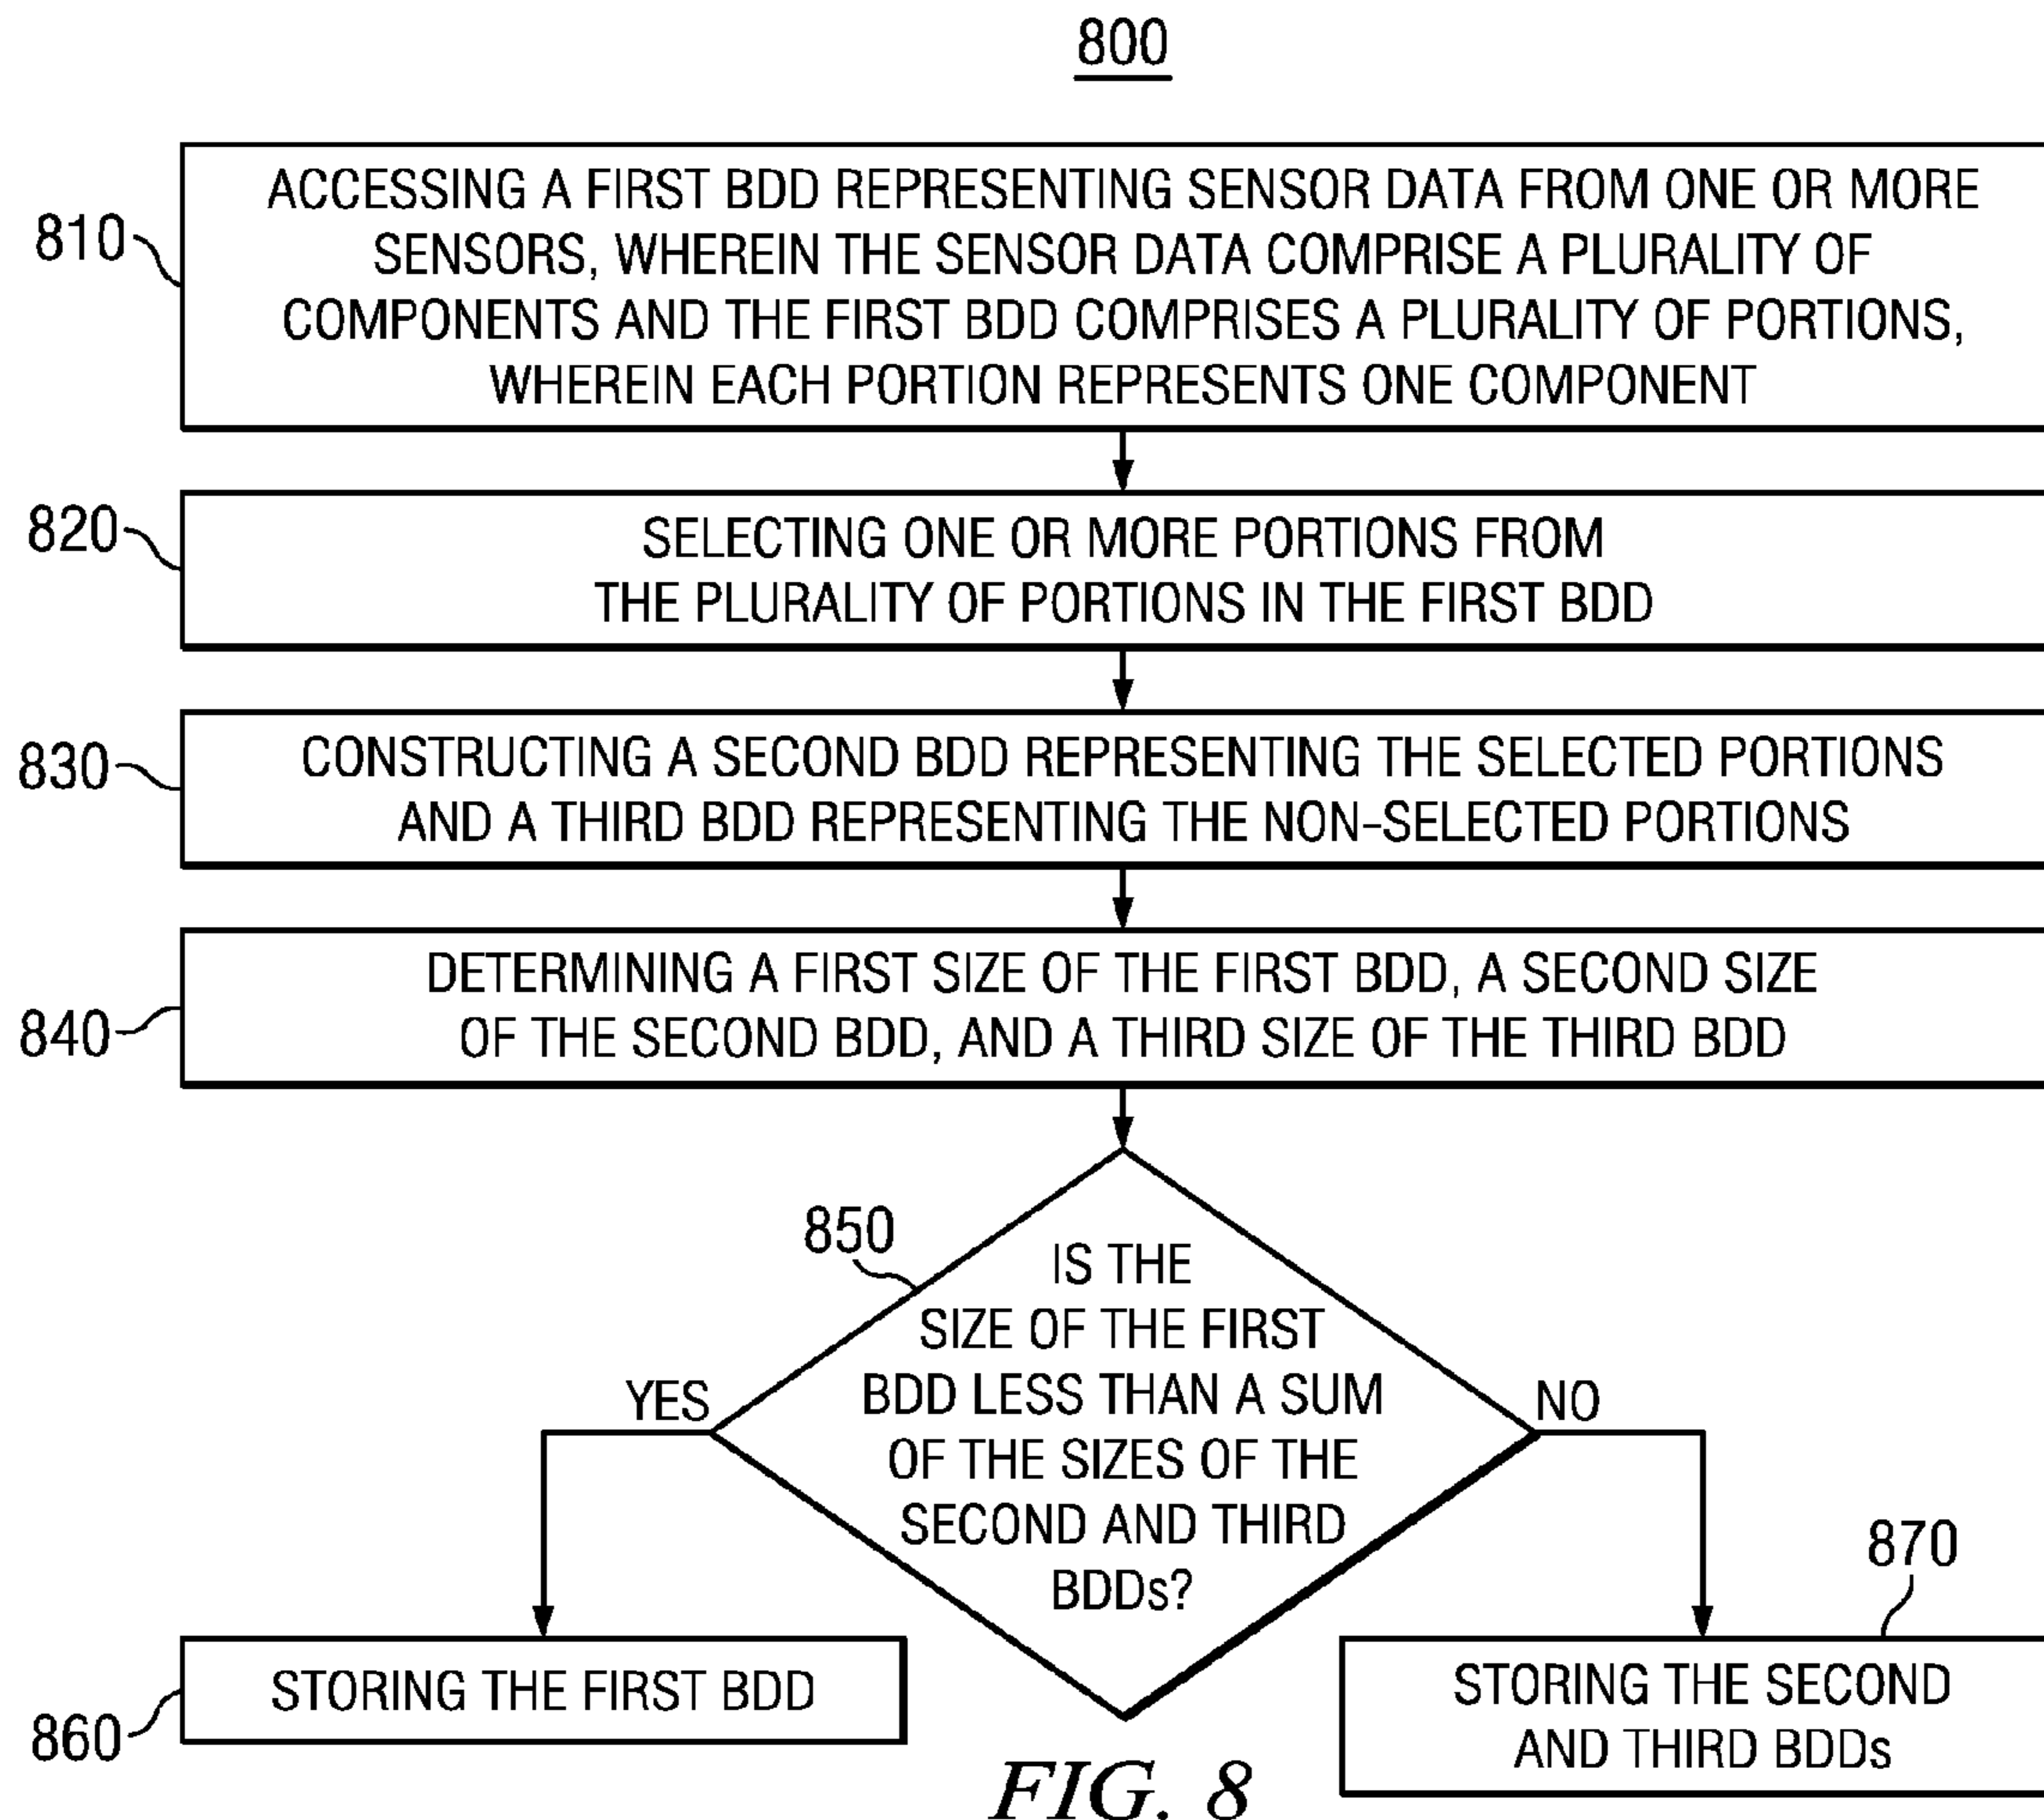 800
810
ACCESSING A FIRST BDD REPRESENTING SENSOR DATA FROM ONE OR MORE
SENSORS, WHEREIN THE SENSOR DATA COMPRISE A PLURALITY OF
COMPONENTS AND THE FIRST BDD COMPRISES A PLURALITY OF PORTIONS,
WHEREIN EACH PORTION REPRESENTS ONE COMPONENT
820
SELECTING ONE OR MORE PORTIONS FROM
THE PLURALITY OF PORTIONS IN THE FIRST BDD
830
CONSTRUCTING A SECOND BDD REPRESENTING THE SELECTED PORTIONS
AND A THIRD BDD REPRESENTING THE NON-SELECTED PORTIONS
840
DETERMINING A FIRST SIZE OF THE FIRST BDD, A SECOND SIZE
OF THE SECOND BDD, AND A THIRD SIZE OF THE THIRD BDD
850
IS THE
SIZE OF THE FIRST
BDD LESS THAN A SUM
OF THE SIZES OF THE
SECOND AND THIRD
BDDs?
YES
NO
860
STORING THE FIRST BDD
870
STORING THE SECOND
AND THIRD BDDs
FIG. 8